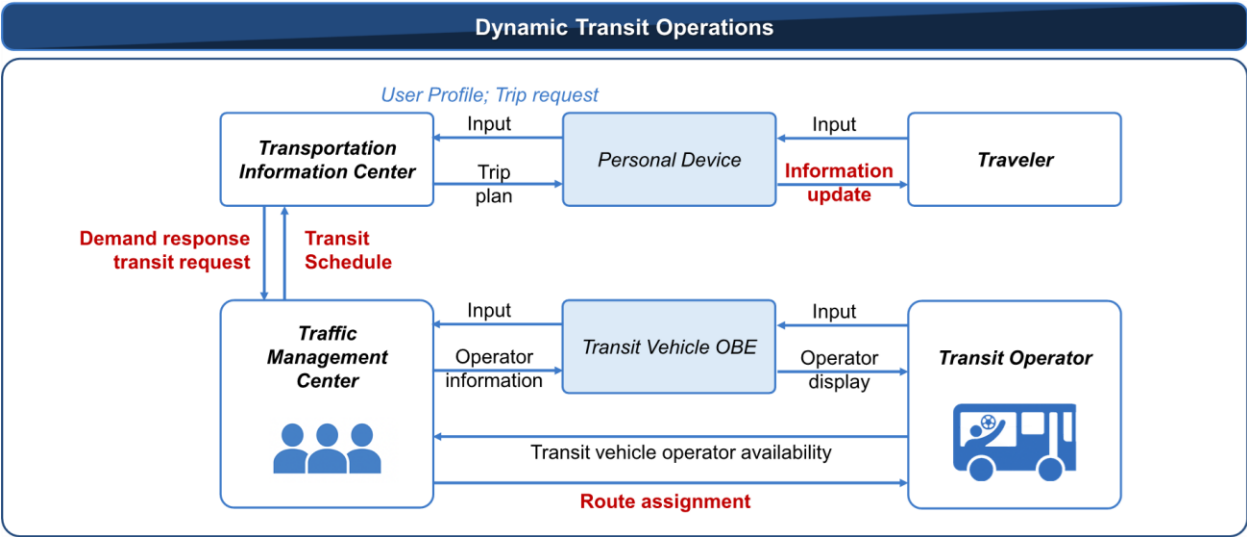 Dynamic Transit Operations
User Profile; Trip request
Transportation
Information Center
Input
Trip
plan
Personal Device
Input
Information
update
Traveler
Demand response
transit request
Transit
Schedule
Traffic
Management
Center
Input
Operator
information
Transit Vehicle OBE
Input
Operator
display
Transit Operator
Transit vehicle operator availability
Route assignment